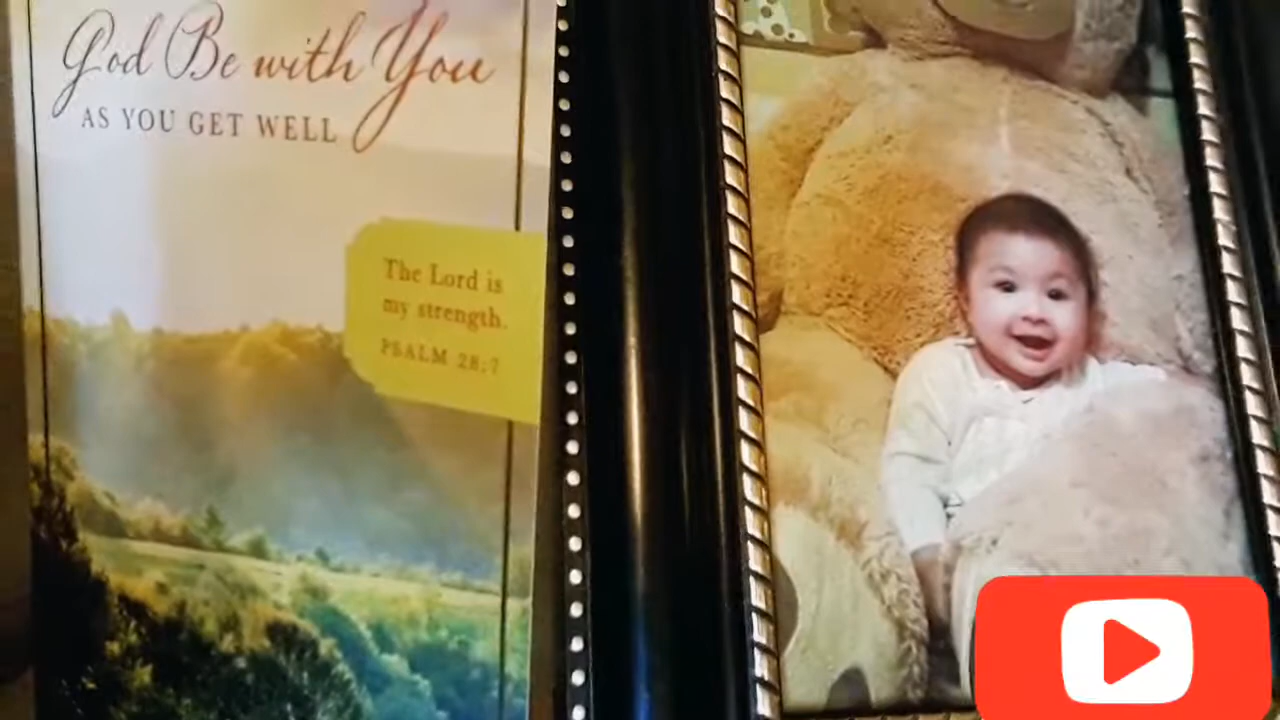 God Be with You
AS YOU GET WELL
The Lord is
my strength.
PSALM 28:7